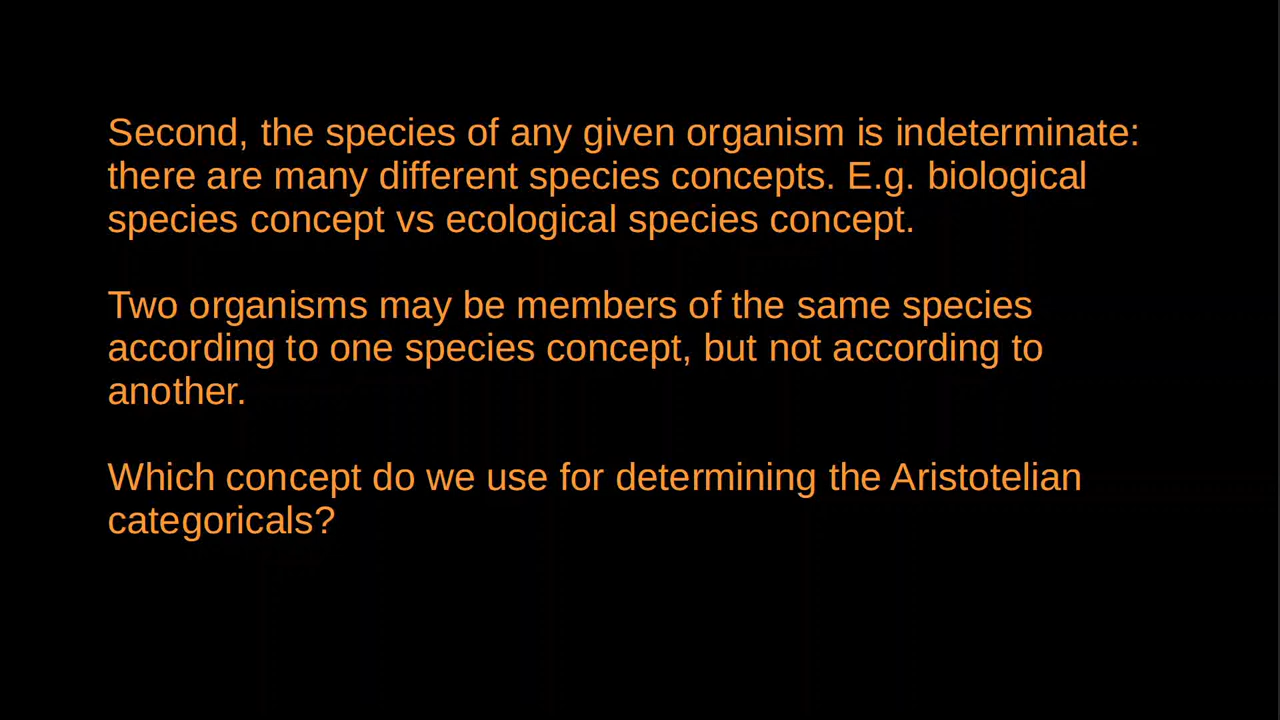 Second, the species of any given organism is indeterminate:
there are many different species concepts. E.g. biological
species concept vs ecological species concept.
Two organisms may be members of the same species
according to one species concept, but not according to
another.
Which concept do we use for determining the Aristotelian
categoricals?